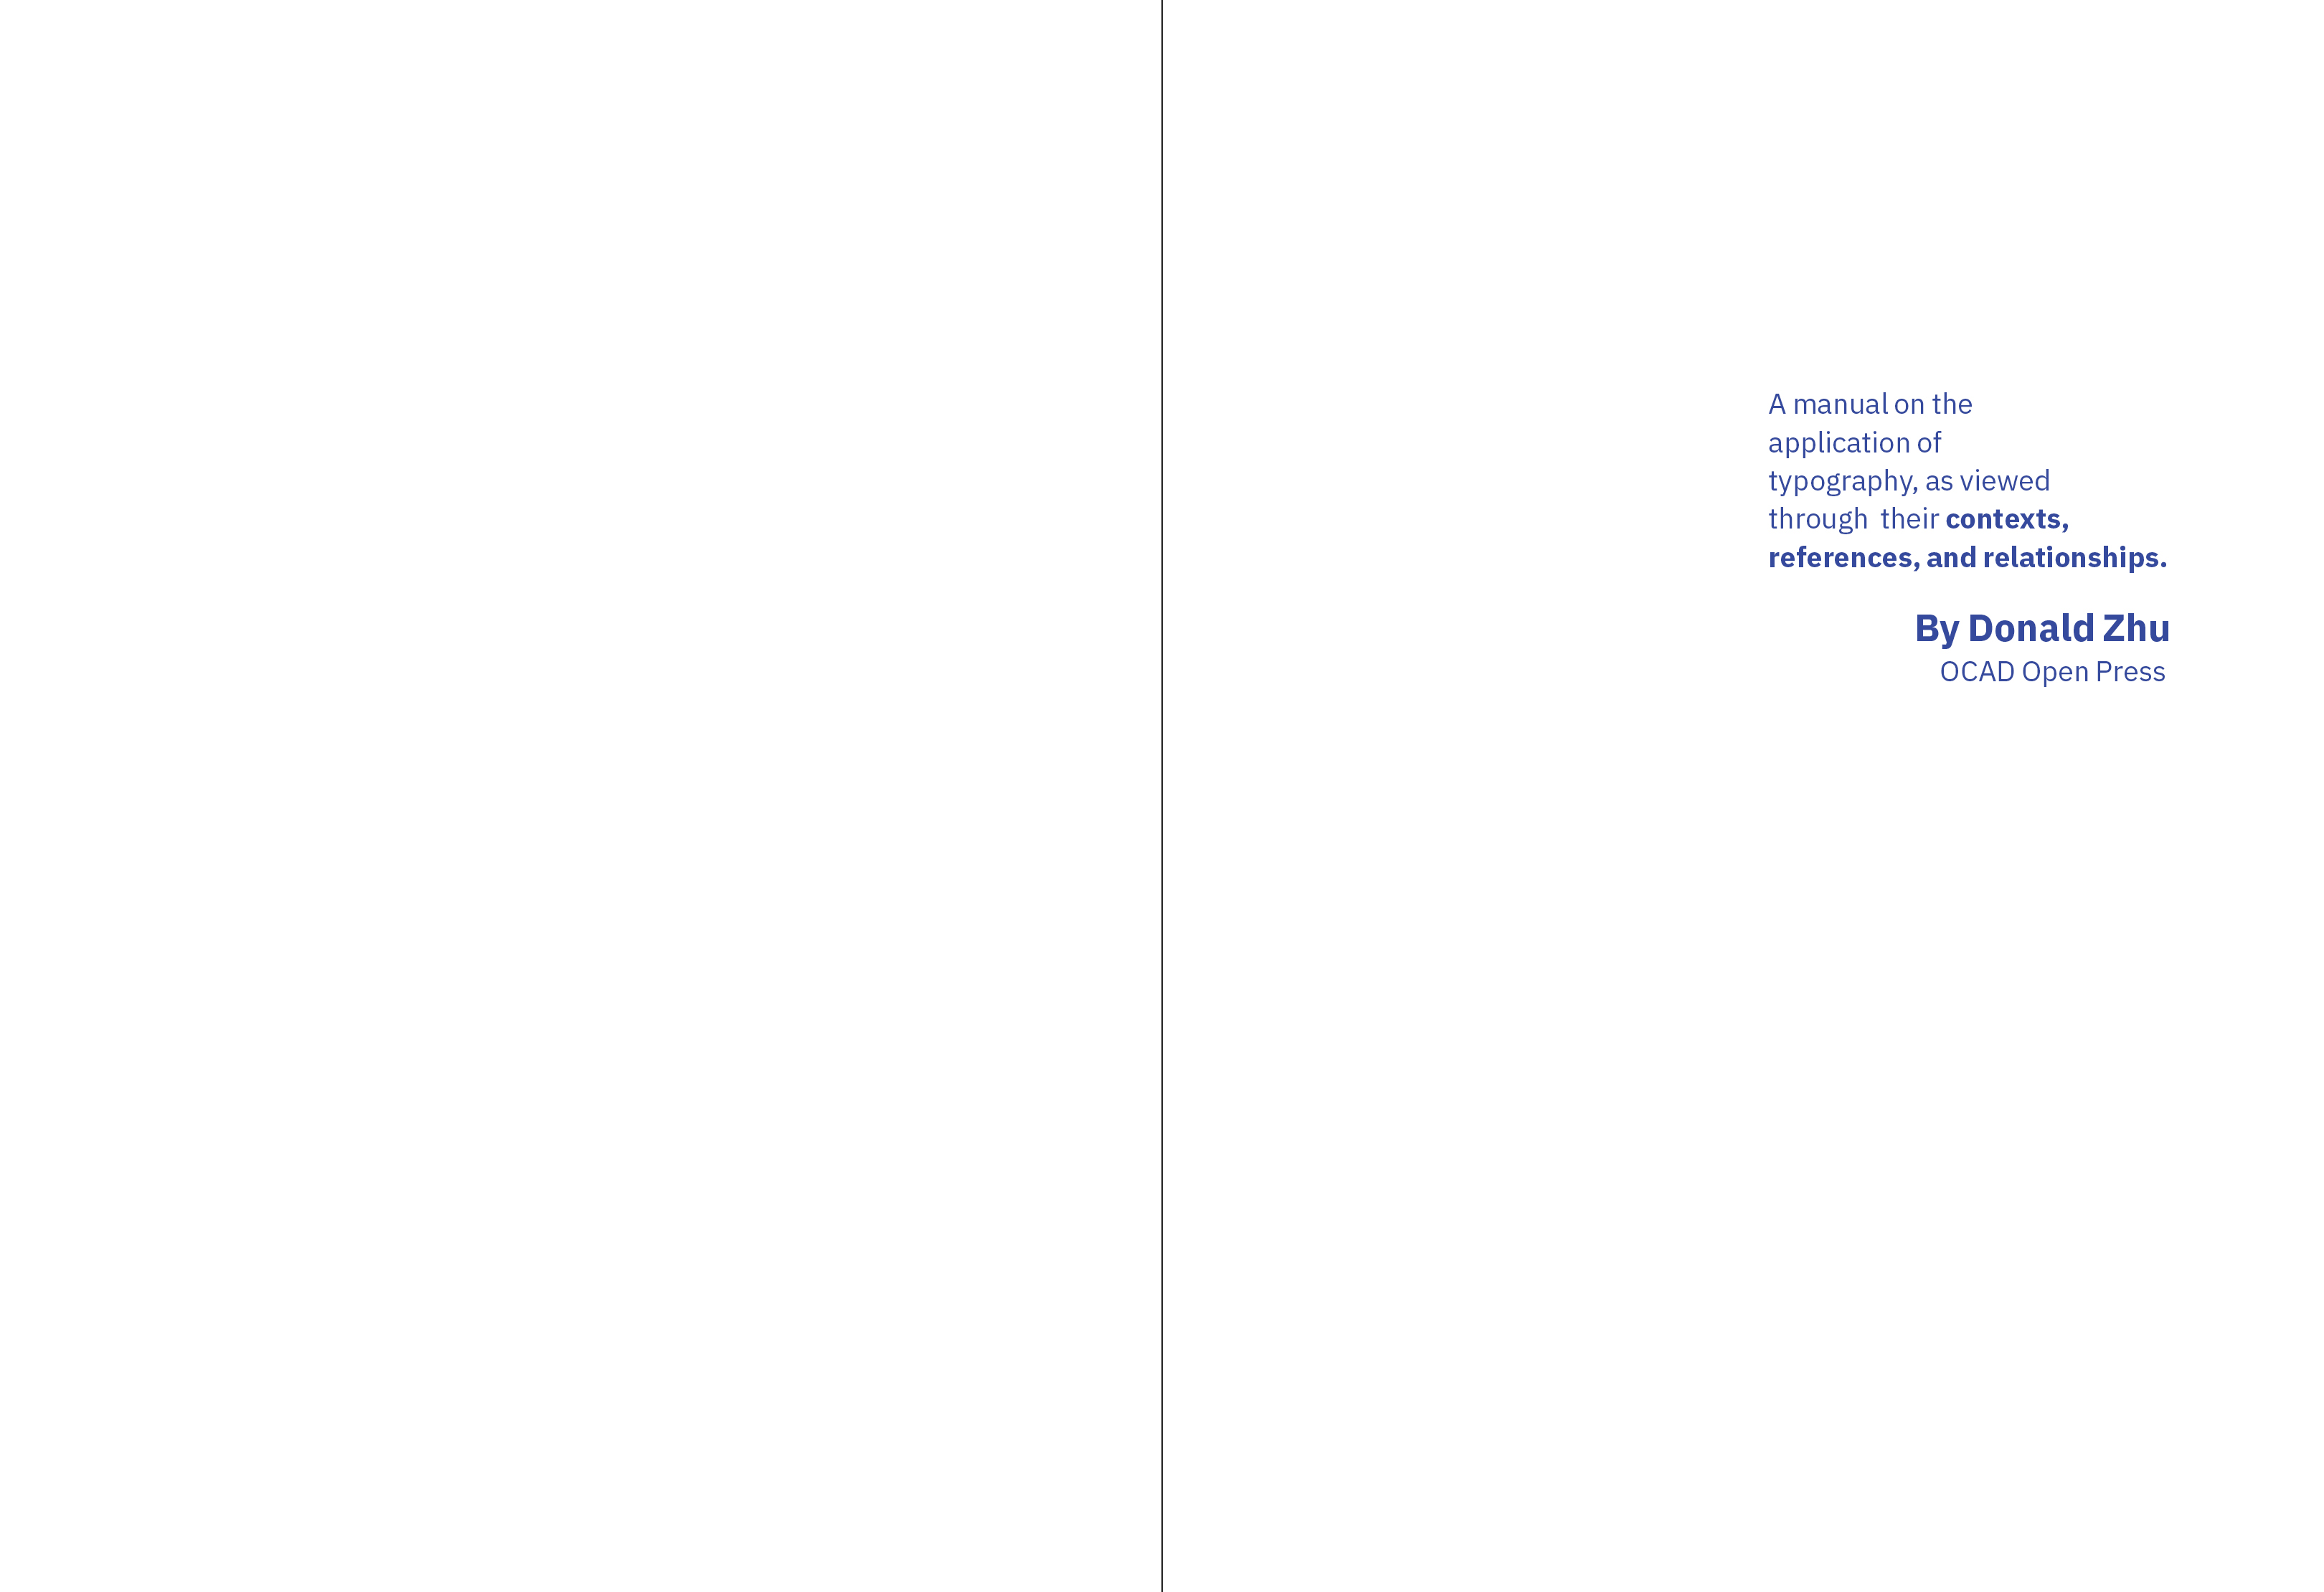 A manual on the
application of
typography, as viewed
through  their contexts,
references, and relationships.
By Donald Zhu
OCAD Open Press